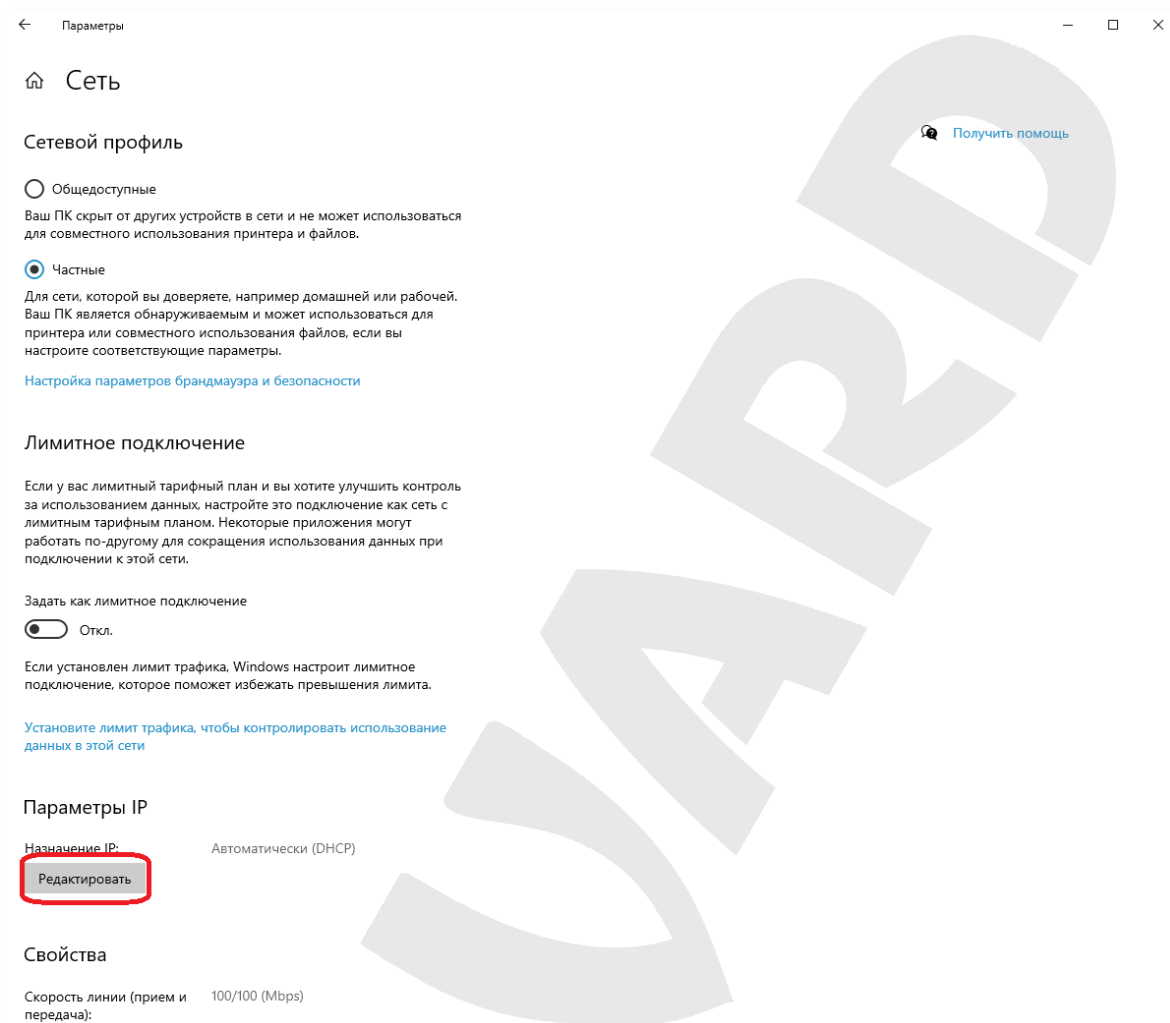 Параметры
Сеть
Сетевой профиль
Получить помощь
Общедоступные
Ваш ПК скрыт от других устройств в сети и не может использоваться
для совместного использования принтера и файлов.
Частные
Для сети, которой вы доверяете, например домашней или рабочей.
Ваш ПК является обнаруживаемым и может использоваться для
принтера или совместного использования файлов, если вы
настроите соответствующие параметры.
Настройка параметров брандмауэра и безопасности
Лимитное подключение
Если у вас лимитный тарифный план и вы хотите улучшить контроль
за использованием данных, настройте это подключение как сеть с
лимитным тарифным планом. Некоторые приложения могут
работать по-другому для сокращения использования данных при
подключении к этой сети.
Задать как лимитное подключение
Откл.
Если установлен лимит трафика, Windows настроит лимитное
подключение, которое поможет избежать превышения лимита.
Установите лимит трафика, чтобы контролировать использование
данных в этой сети
Параметры IP
Назначение IP: Автоматически (DHCP)
Редактировать
Свойства
Скорость линии (прием и 100/100 (Mbps)
передача):
VARD